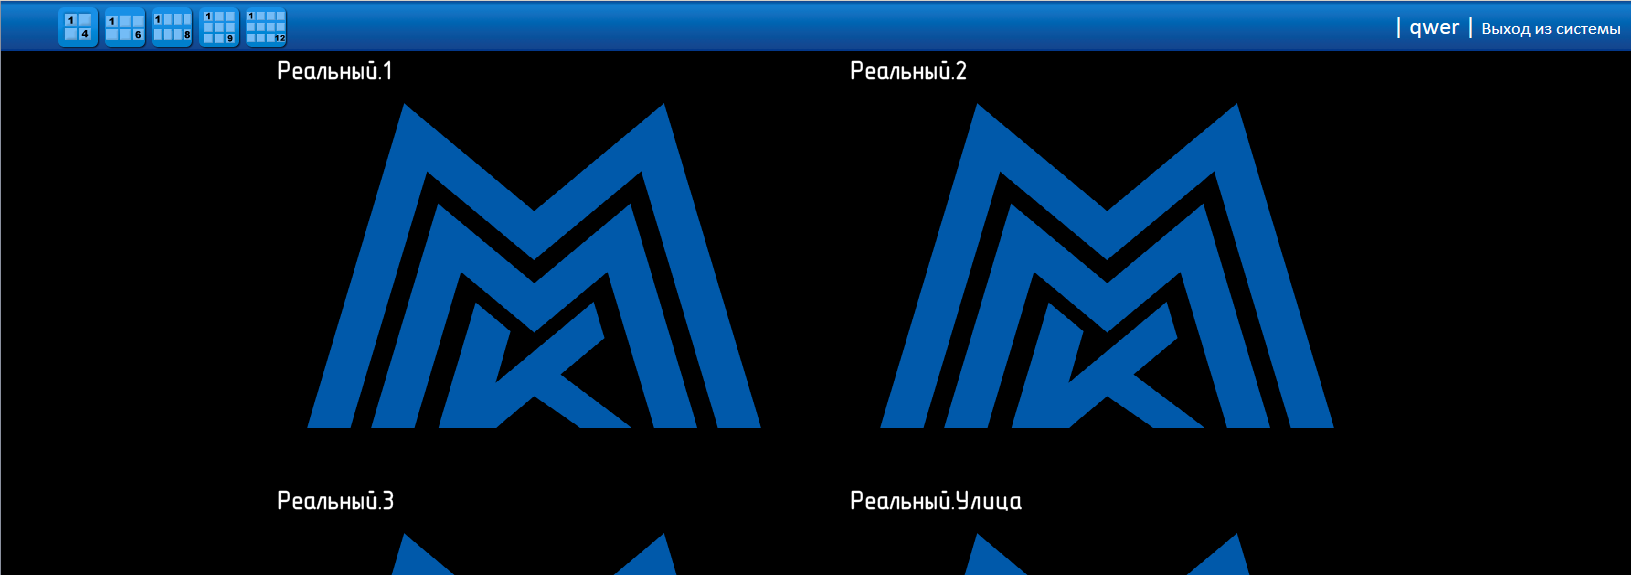 1 4 1 6 1 8 1 9 1 12 | qwer | Выход из системы
Реальный.1 Реальный.2
Реальный.3 Реальный.Улица